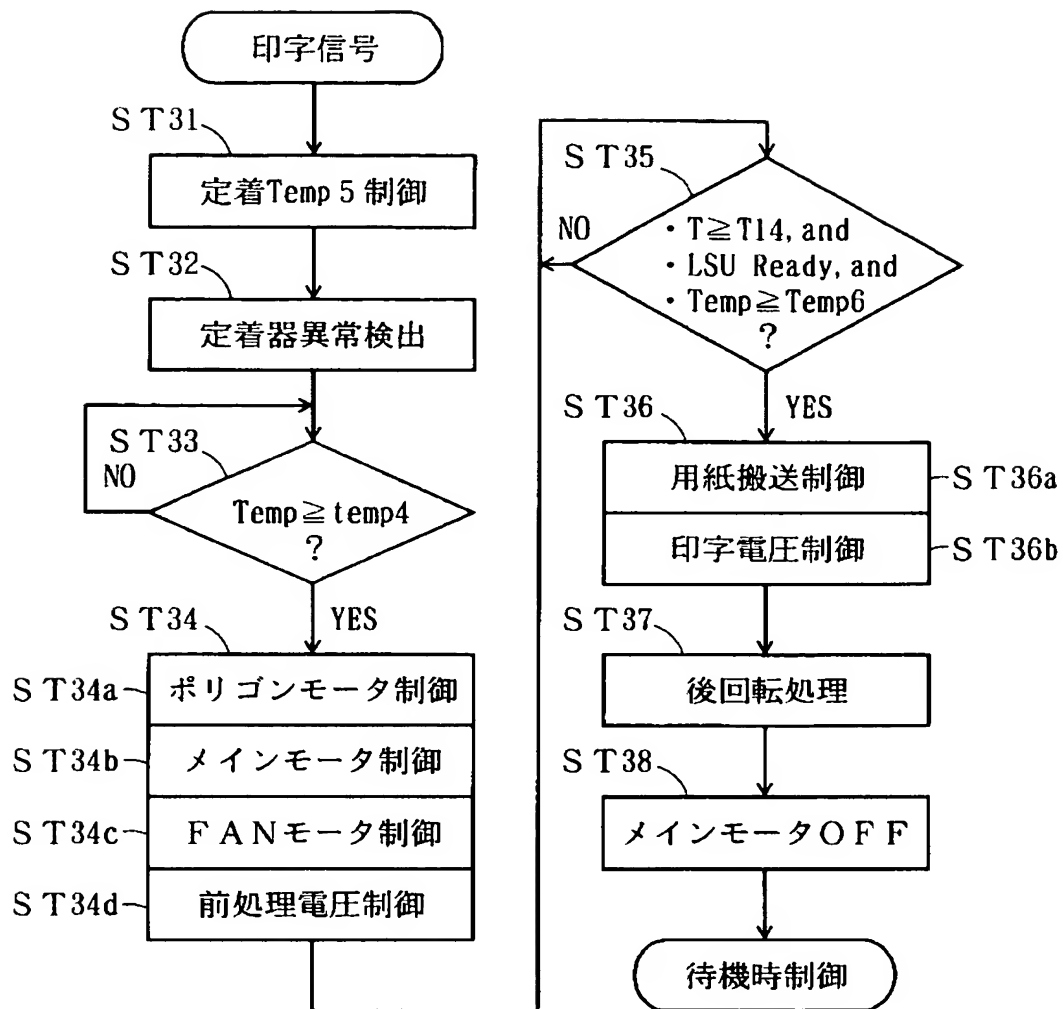 印字信号
ST31
定着Temp5制御
ST32
定着器異常検出
ST33
NO
Temp≧temp4
?
ST34
YES
ST34a
ポリゴンモータ制御
ST34b
メインモータ制御
ST34c
FANモータ制御
ST34d
前処理電圧制御
ST35
NO
・T≧T14, and
・LSU Ready, and
・Temp≧Temp6
?
ST36
YES
用紙搬送制御
ST36a
印字電圧制御
ST36b
ST37
後回転処理
ST38
メインモータOFF
待機時制御